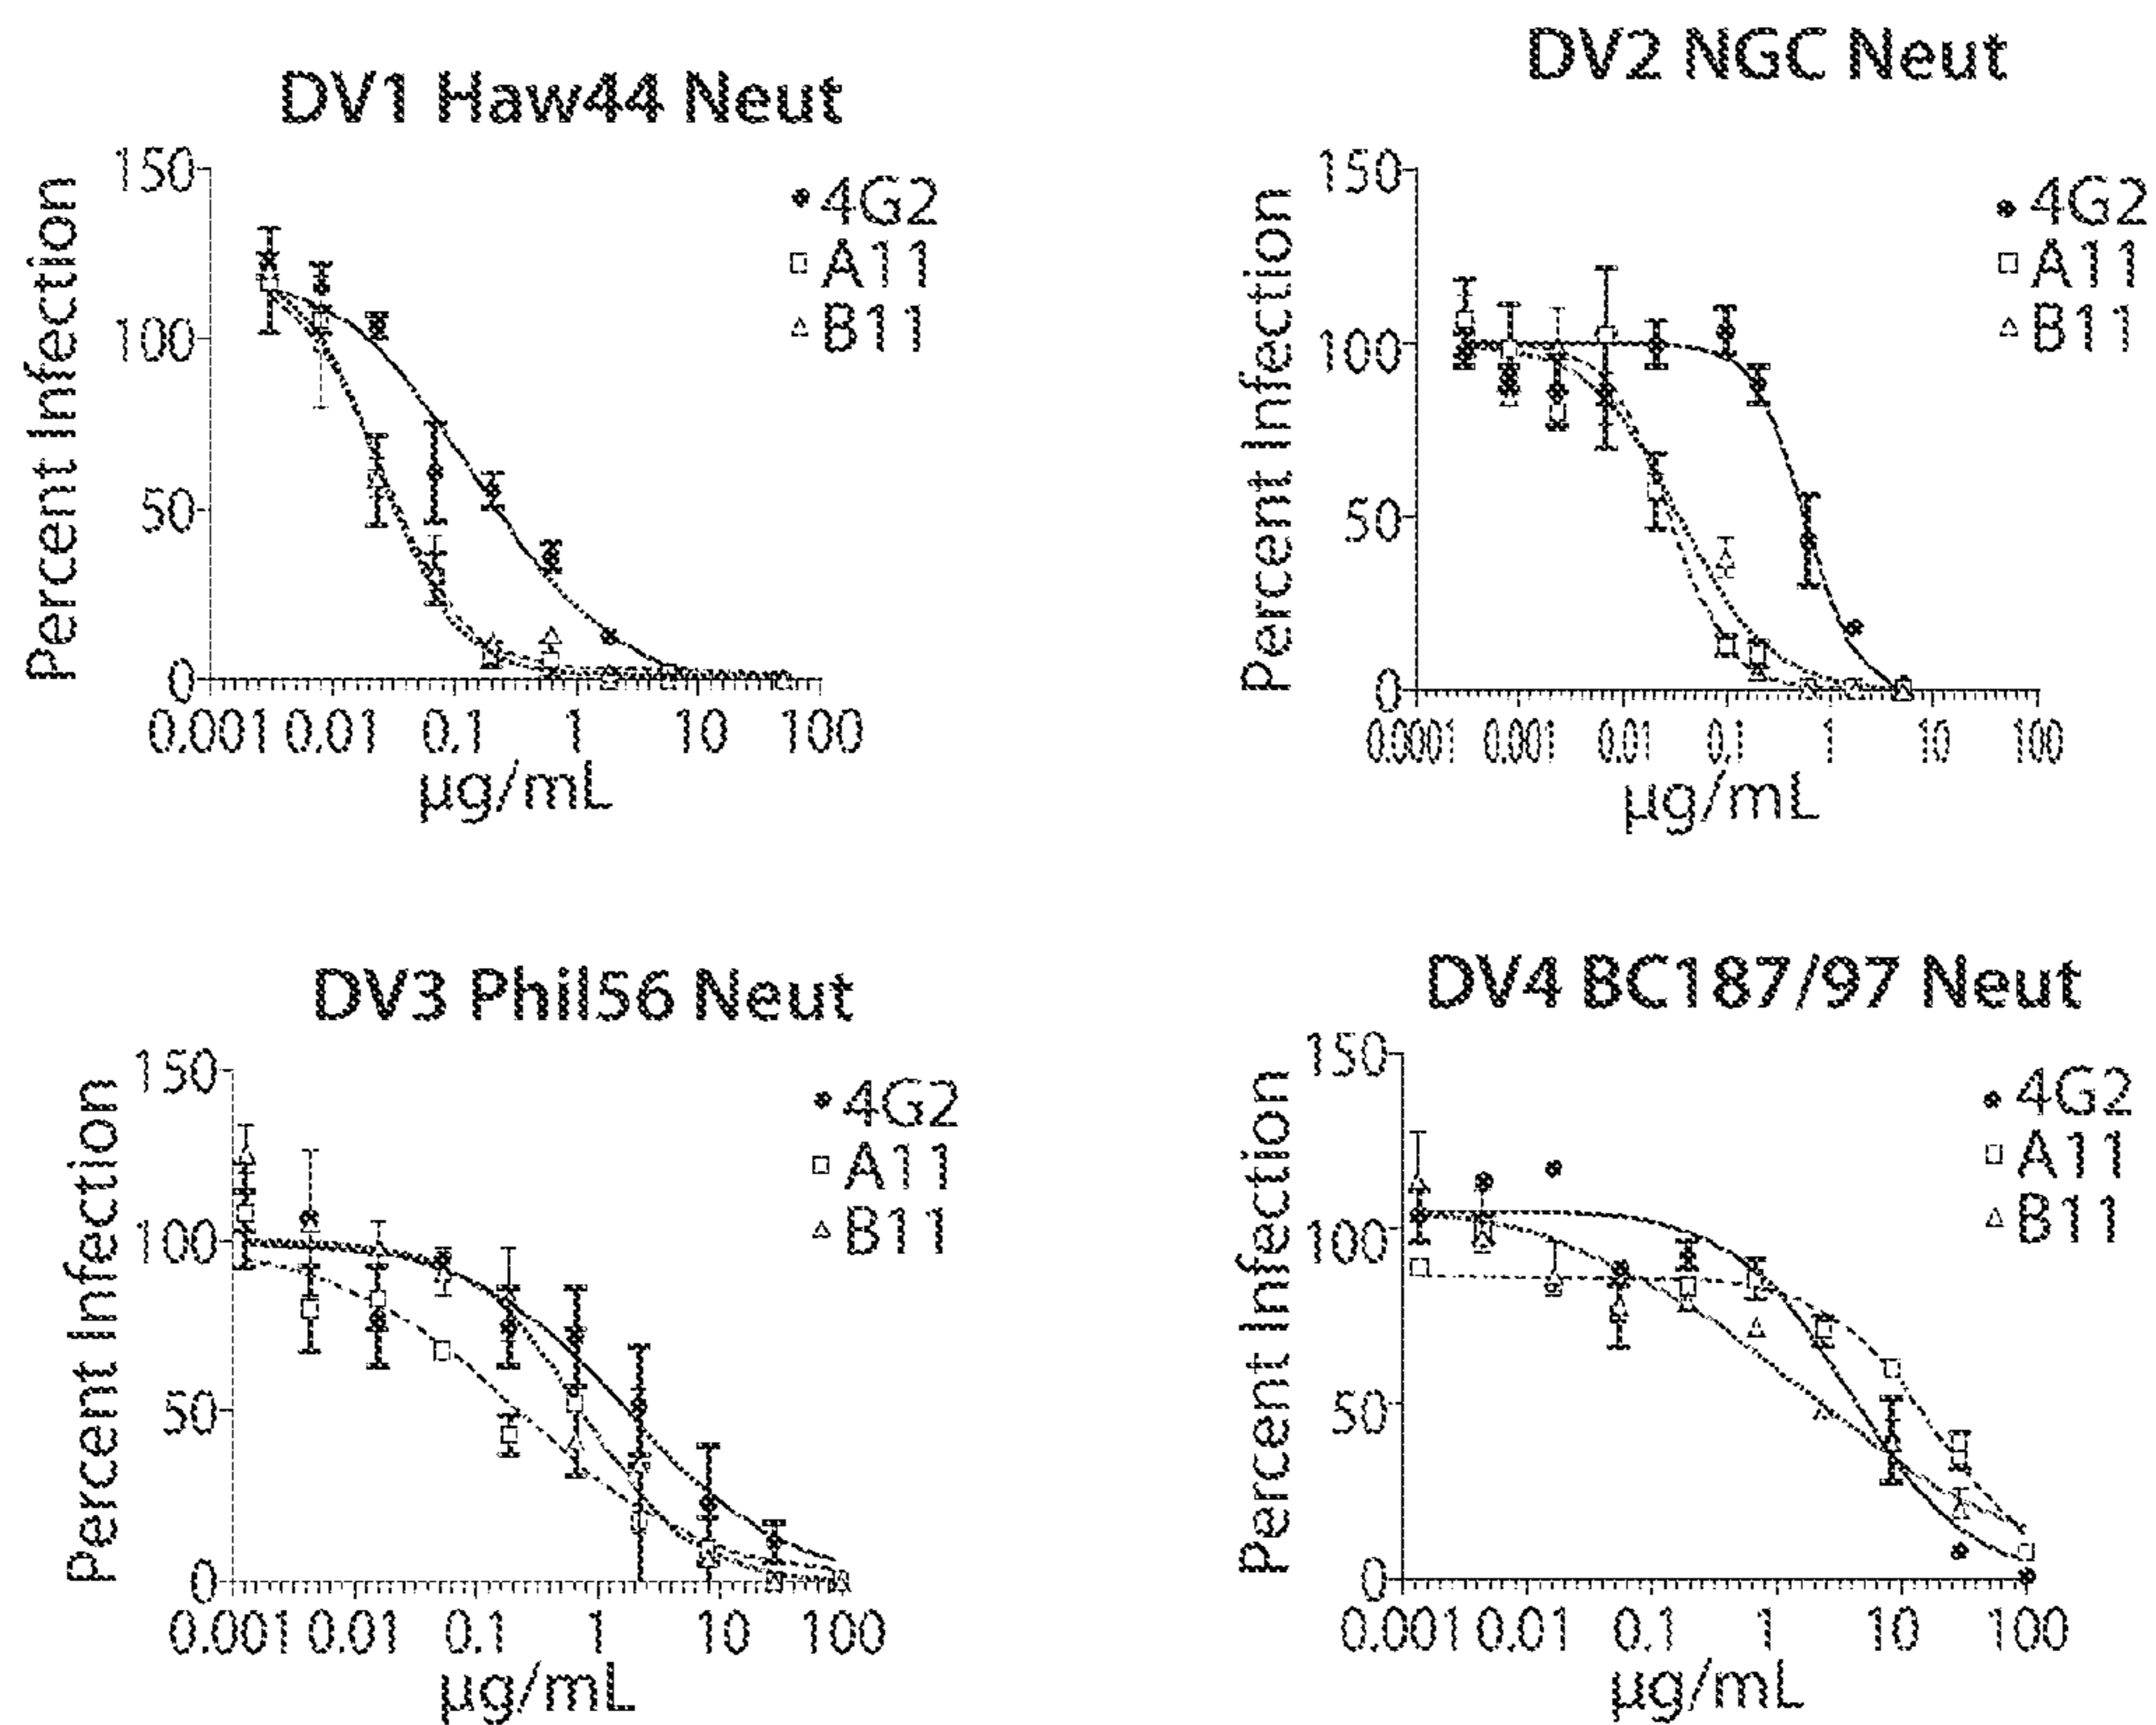 DV1 Haw44 Neut
Percent Infection
150
100
50
0
0.001 0.01 0.1 1 10 100
µg/mL
4G2
A11
B11
DV2 NGC Neut
Percent Infection
150
100
50
0
0.0001 0.001 0.01 0.1 1 10 100
µg/mL
4G2
A11
B11
DV3 Phil56 Neut
Percent Infection
150
100
50
0
0.001 0.01 0.1 1 10 100
µg/mL
4G2
A11
B11
DV4 BC187/97 Neut
Percent Infection
150
100
50
0
0.001 0.01 0.1 1 10 100
µg/mL
4G2
A11
B11